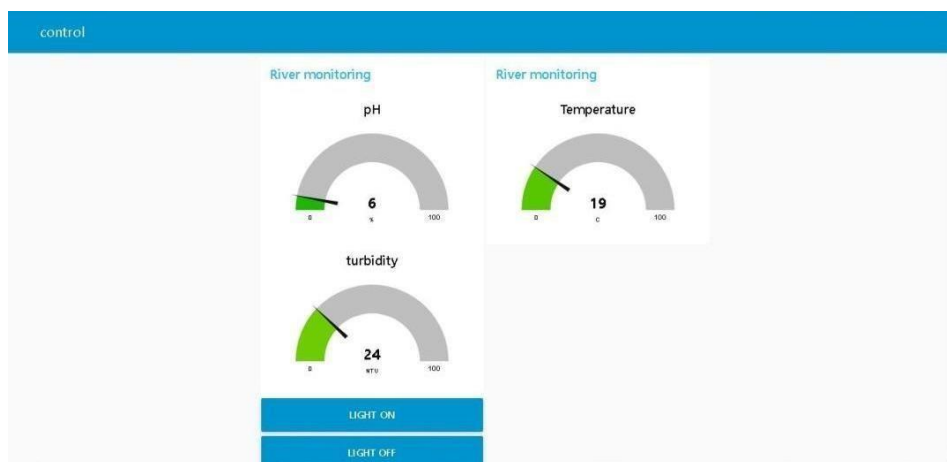 control
River monitoring
pH
6
%
0
100
turbidity
24
NTU
0
100
LIGHT ON
LIGHT OFF
River monitoring
Temperature
19
C
0
100